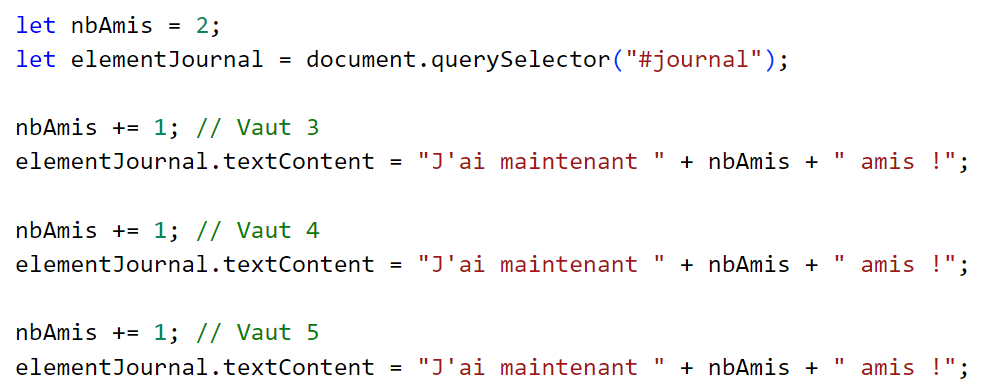 let nbAmis = 2;
let elementJournal = document.querySelector("#journal");
nbAmis += 1; // Vaut 3
elementJournal.textContent = "J'ai maintenant " + nbAmis + " amis !";
nbAmis += 1; // Vaut 4
elementJournal.textContent = "J'ai maintenant " + nbAmis + " amis !";
nbAmis += 1; // Vaut 5
elementJournal.textContent = "J'ai maintenant " + nbAmis + " amis !";